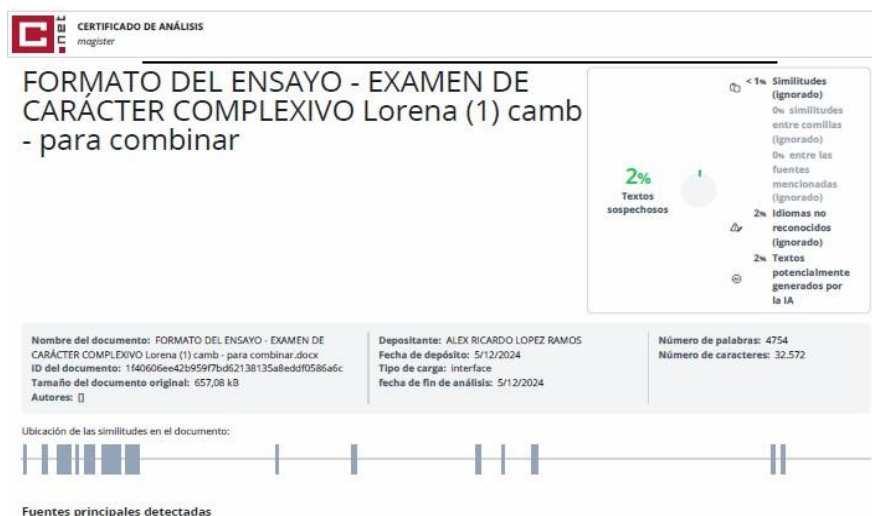 C.net
CERTIFICADO DE ANÁLISIS
magister
FORMATO DEL ENSAYO - EXAMEN DE
CARÁCTER COMPLEXIVO Lorena (1) camb
- para combinar
2%
Textos
sospechosos
< 1% Similitudes
(ignorado)
0% similitudes
entre comillas
(ignorado)
0% entre las
fuentes
mencionadas
(ignorado)
2% Idiomas no
reconocidos
(ignorado)
2% Textos
potencialmente
generados por
la IA
Nombre del documento: FORMATO DEL ENSAYO - EXAMEN DE
CARÁCTER COMPLEXIVO Lorena (1) camb - para combinar.docx
ID del documento: 1f40606ee42b959f7bd62138135a8eddf0586a6c
Tamaño del documento original: 657,08 kB
Autores: []
Depositante: ALEX RICARDO LOPEZ RAMOS
Fecha de depósito: 5/12/2024
Tipo de carga: interface
fecha de fin de análisis: 5/12/2024
Número de palabras: 4754
Número de caracteres: 32.572
Ubicación de las similitudes en el documento:
Fuentes principales detectadas